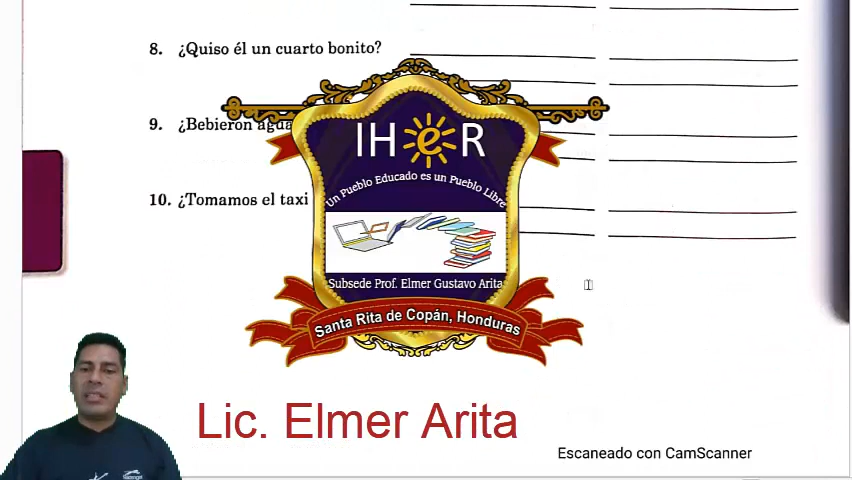 8. ¿Quiso él un cuarto bonito?
9. ¿Bebieron agua
10. ¿Tomamos el taxi
IHeR
Un Pueblo Educado es un Pueblo Libre
Subsede Prof. Elmer Gustavo Arita
Santa Rita de Copán, Honduras
Lic. Elmer Arita
Escaneado con CamScanner